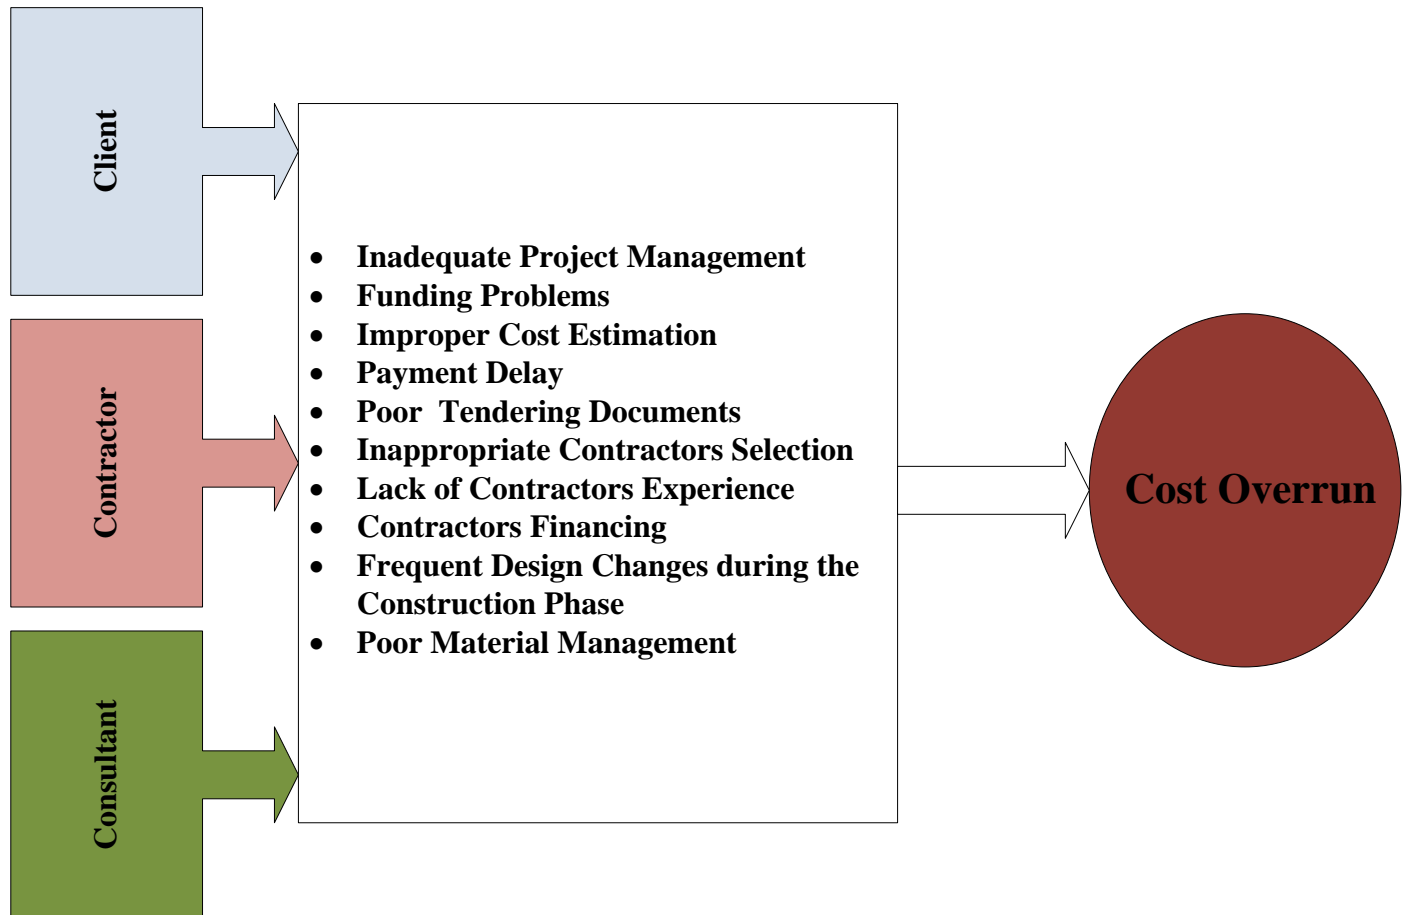 Client
Contractor
Consultant
• Inadequate Project Management
• Funding Problems
• Improper Cost Estimation
• Payment Delay
• Poor  Tendering Documents
• Inappropriate Contractors Selection
• Lack of Contractors Experience
• Contractors Financing
• Frequent Design Changes during the
Construction Phase
• Poor Material Management
Cost Overrun